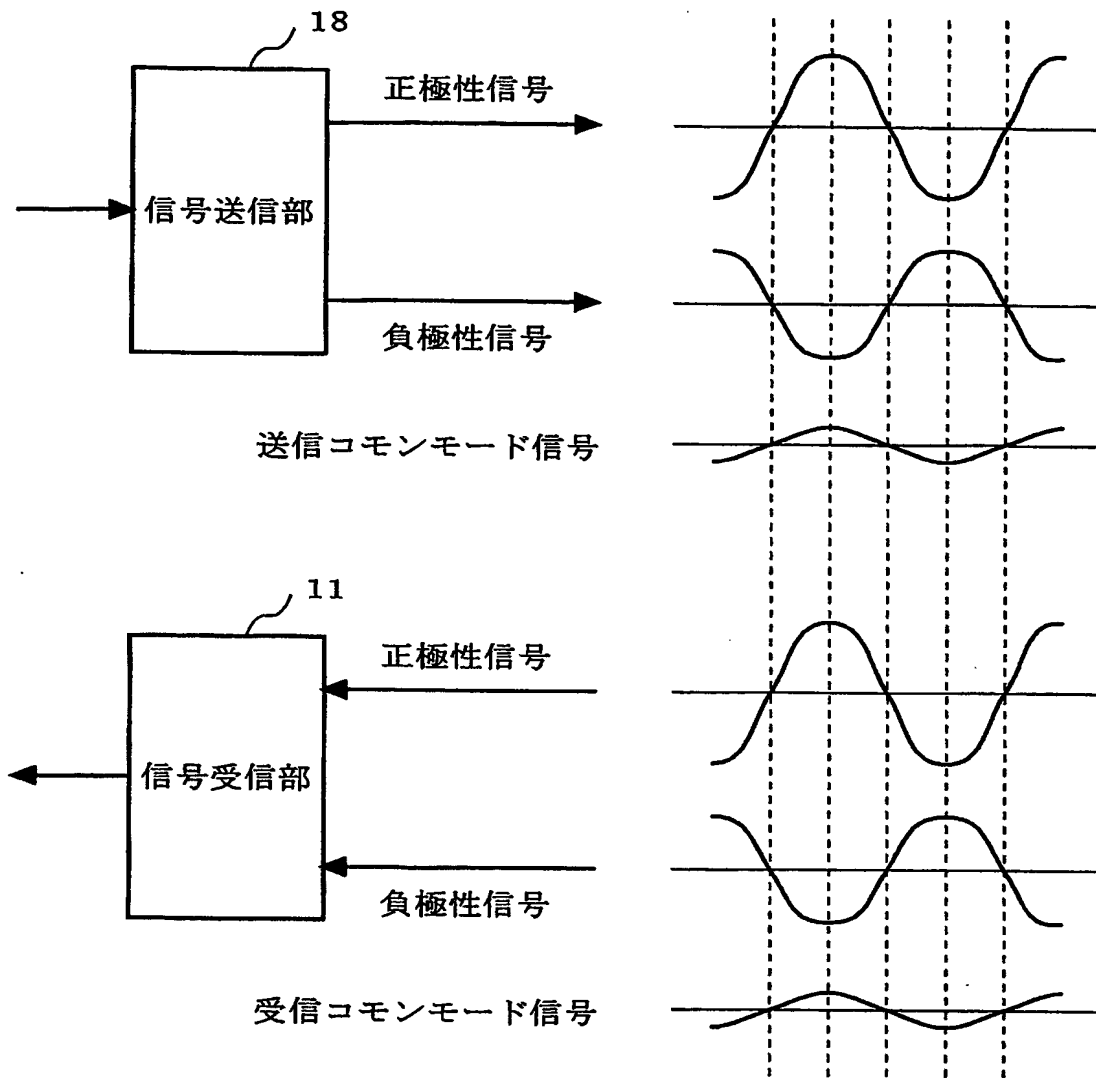 18
正極性信号
信号送信部
負極性信号
送信コモンモード信号
11
正極性信号
信号受信部
負極性信号
受信コモンモード信号